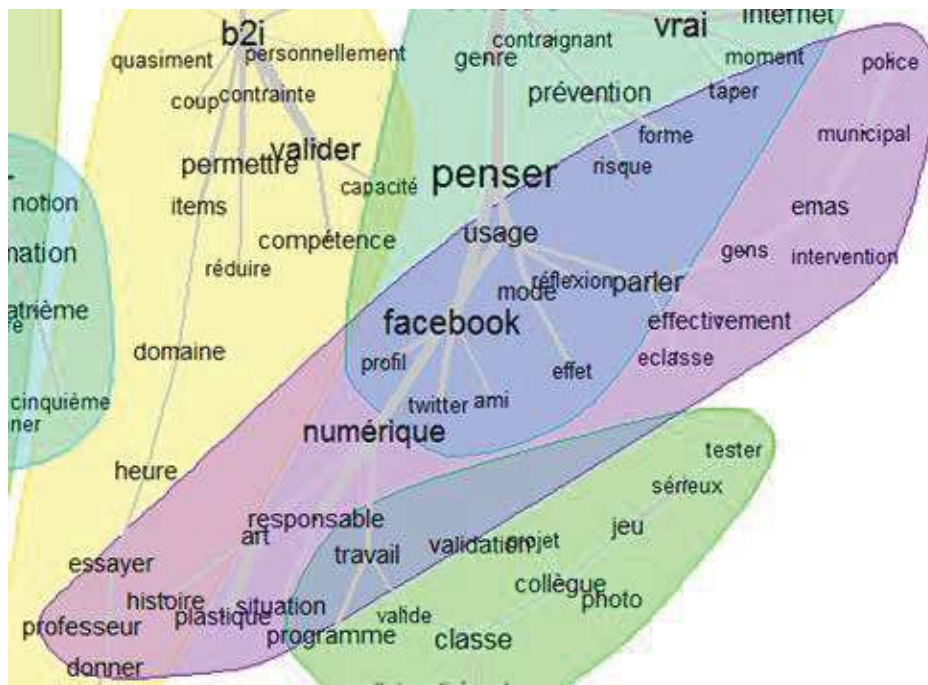 internet
vrai
b2i
contraignant
personnellement
quasiment
genre
moment
police
coup
contrainte
prévention
taper
municipal
forme
valider
permettre
risque
penser
capacité
notion
items
emas
usage
compétence
gens
intervention
réduire
réflexion
parler
mode
facebook
effectivement
domaine
eclasse
profil
effet
cinquième
twitter
ami
numérique
tester
heure
sérieux
responsable
jeu
art
travail
validation
projet
essayer
collègue
photo
histoire
situation
plastique
valide
professeur
programme
classe
donner